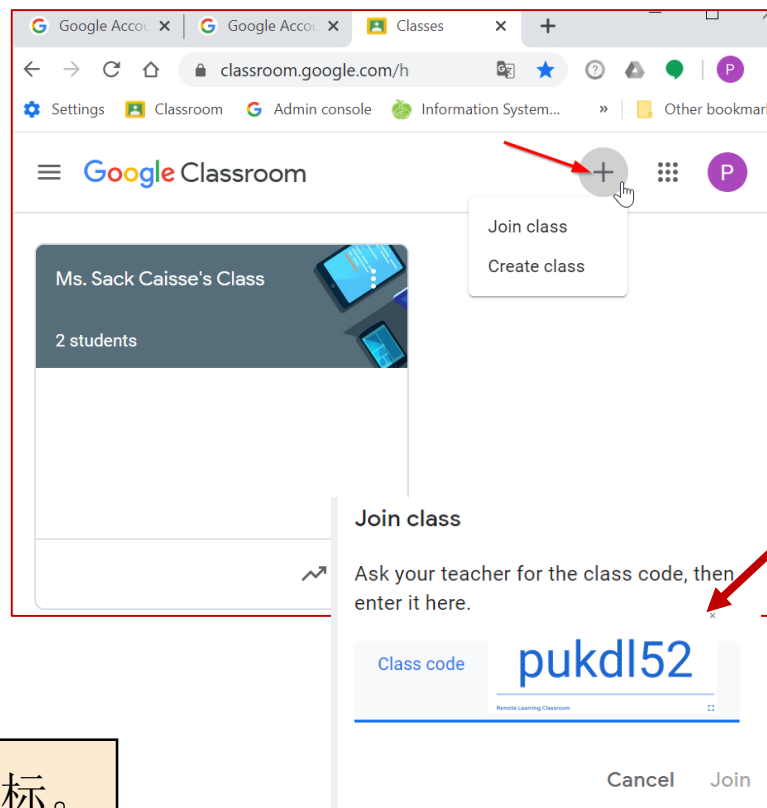 Google Accou
Google Accou
Classes
classroom.google.com/h
P
Settings
Classroom
Admin console
Information System...
»
Other bookmar
Google Classroom
P
Join class
Create class
Ms. Sack Caisse's Class
2 students
Join class
Ask your teacher for the class code, then
enter it here.
Class code
pukdl52
Remote Learning Classroom
Cancel Join
标。